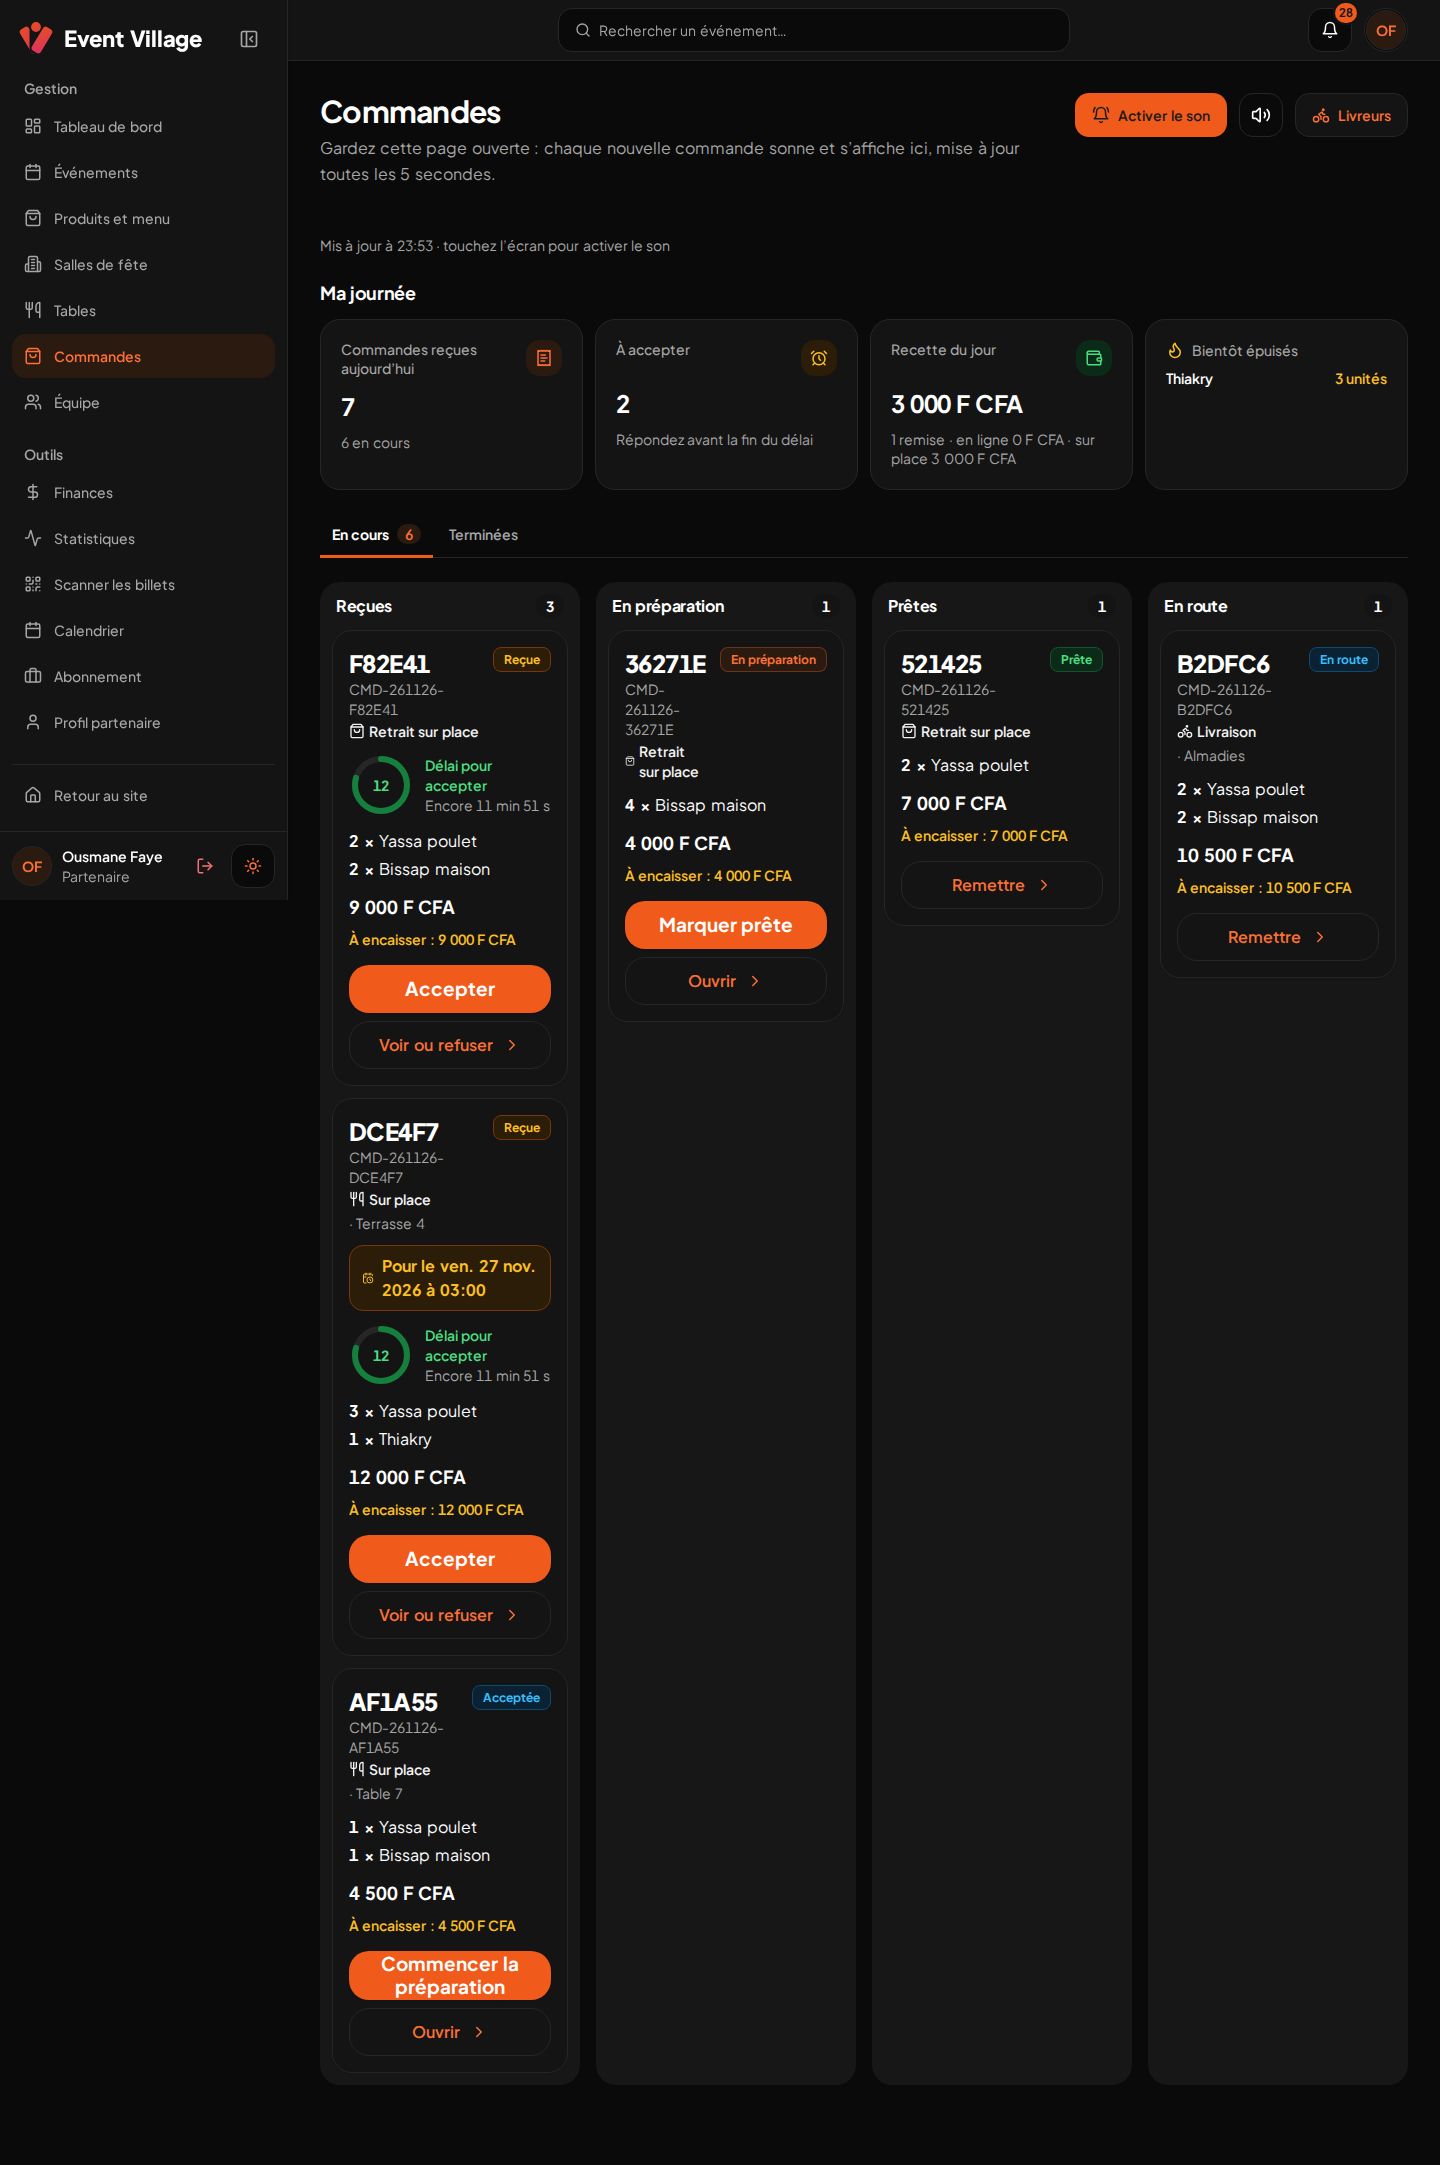 Event Village
Gestion
Tableau de bord
Événements
Produits et menu
Salles de fête
Tables
Commandes
Équipe
Outils
Finances
Statistiques
Scanner les billets
Calendrier
Abonnement
Profil partenaire
Retour au site
OF
Ousmane Faye
Partenaire
Rechercher un événement...
28
OF
Commandes
Gardez cette page ouverte : chaque nouvelle commande sonne et s’affiche ici, mise à jour
toutes les 5 secondes.
Activer le son
Livreurs
Mis à jour à 23:53 · touchez l’écran pour activer le son
Ma journée
Commandes reçues
aujourd’hui
7
6 en cours
À accepter
2
Répondez avant la fin du délai
Recette du jour
3 000 F CFA
1 remise · en ligne 0 F CFA · sur
place 3 000 F CFA
Bientôt épuisés
Thiakry 3 unités
En cours 6
Terminées
Reçues 3
F82E41 Reçue
CMD-261126-
F82E41
Retrait sur place
12
Délai pour
accepter
Encore 11 min 51 s
2 × Yassa poulet
2 × Bissap maison
9 000 F CFA
À encaisser : 9 000 F CFA
Accepter
Voir ou refuser
DCE4F7 Reçue
CMD-261126-
DCE4F7
Sur place
· Terrasse 4
Pour le ven. 27 nov.
2026 à 03:00
12
Délai pour
accepter
Encore 11 min 51 s
3 × Yassa poulet
1 × Thiakry
12 000 F CFA
À encaisser : 12 000 F CFA
Accepter
Voir ou refuser
AF1A55 Acceptée
CMD-261126-
AF1A55
Sur place
· Table 7
1 × Yassa poulet
1 × Bissap maison
4 500 F CFA
À encaisser : 4 500 F CFA
Commencer la
préparation
Ouvrir
En préparation 1
36271E En préparation
CMD-
261126-
36271E
Retrait
sur place
4 × Bissap maison
4 000 F CFA
À encaisser : 4 000 F CFA
Marquer prête
Ouvrir
Prêtes 1
521425 Prête
CMD-261126-
521425
Retrait sur place
2 × Yassa poulet
7 000 F CFA
À encaisser : 7 000 F CFA
Remettre
En route 1
B2DFC6 En route
CMD-261126-
B2DFC6
Livraison
· Almadies
2 × Yassa poulet
2 × Bissap maison
10 500 F CFA
À encaisser : 10 500 F CFA
Remettre